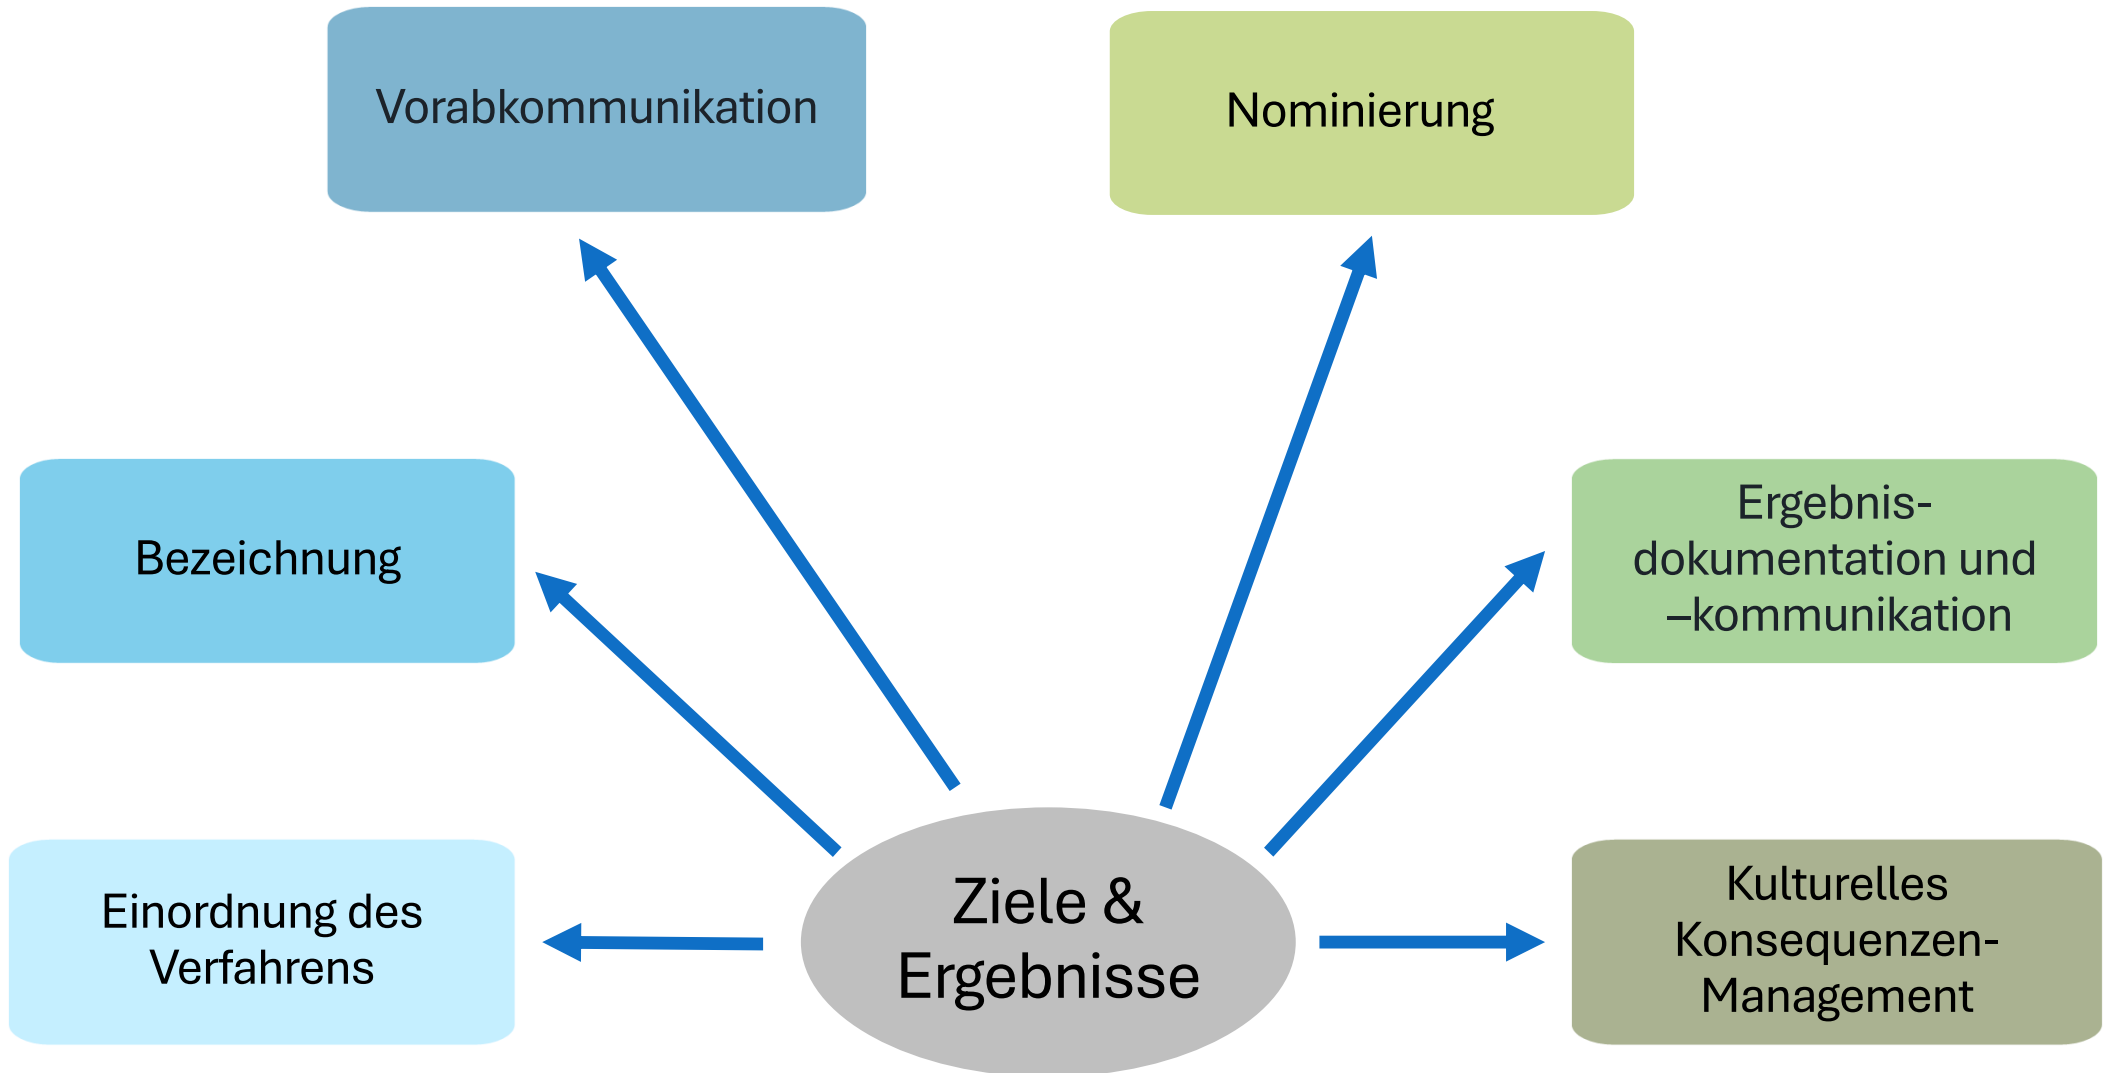 Vorabkommunikation
Nominierung
Bezeichnung
Ergebnis-
dokumentation und
–kommunikation
Einordnung des
Verfahrens
Ziele &
Ergebnisse
Kulturelles
Konsequenzen-
Management